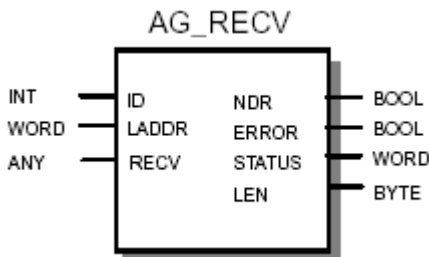 AG_RECV
INT ID NDR BOOL
WORD LADDR ERROR BOOL
ANY RECV STATUS WORD
LEN BYTE